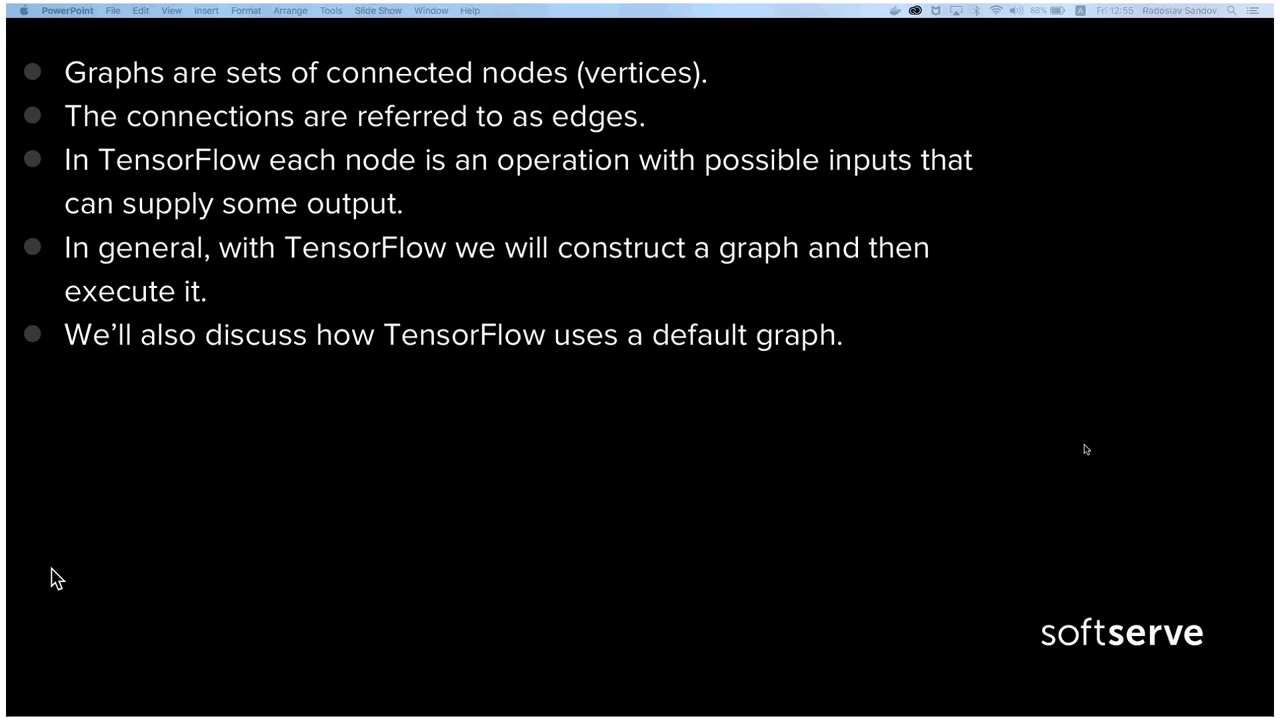 PowerPoint File Edit View Insert Format Arrange Tools Slide Show Window Help 88% A Fri 12:55 Radoslav Sandov
Graphs are sets of connected nodes (vertices).
The connections are referred to as edges.
In TensorFlow each node is an operation with possible inputs that
can supply some output.
In general, with TensorFlow we will construct a graph and then
execute it.
We’ll also discuss how TensorFlow uses a default graph.
softserve